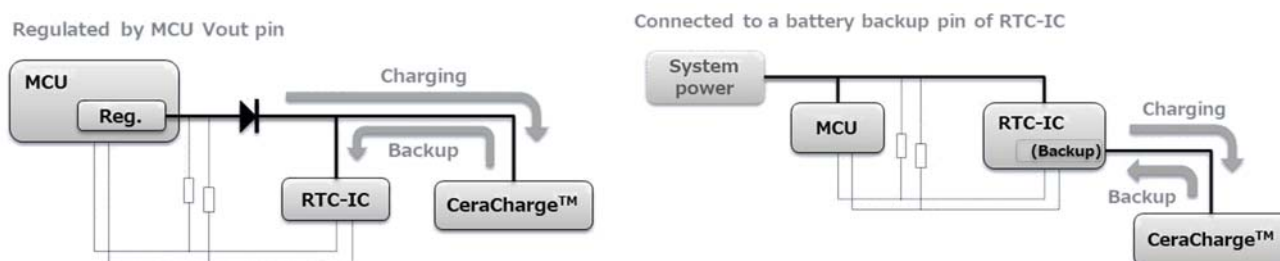 Regulated by MCU Vout pin
MCU
Reg.
Charging
Backup
RTC-IC
CeraCharge™
Connected to a battery backup pin of RTC-IC
System
power
MCU
RTC-IC
(Backup)
Charging
Backup
CeraCharge™